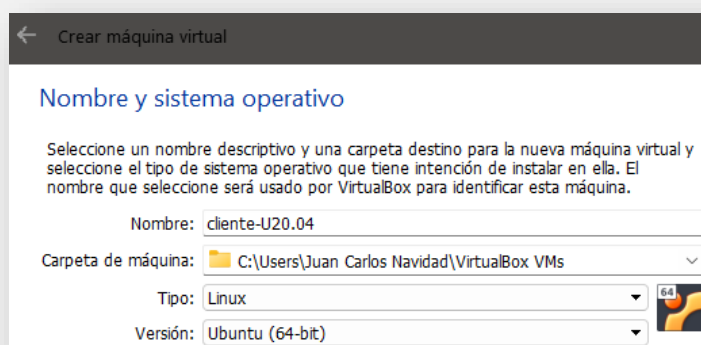 Crear máquina virtual
Nombre y sistema operativo
Seleccione un nombre descriptivo y una carpeta destino para la nueva máquina virtual y
seleccione el tipo de sistema operativo que tiene intención de instalar en ella. El
nombre que seleccione será usado por VirtualBox para identificar esta máquina.
Nombre: cliente-U20.04
Carpeta de máquina: C:\Users\Juan Carlos Navidad\VirtualBox VMs
Tipo: Linux
64
Versión: Ubuntu (64-bit)